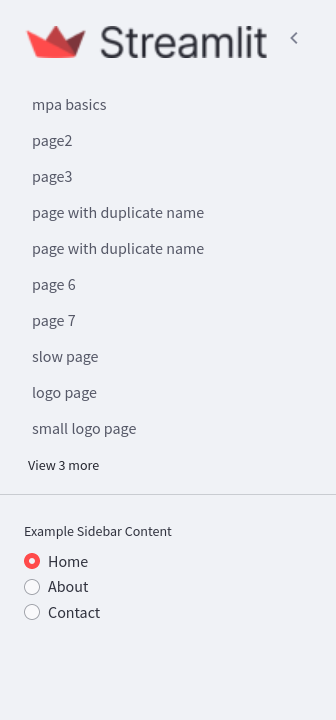 Streamlit
mpa basics
page2
page3
page with duplicate name
page with duplicate name
page 6
page 7
slow page
logo page
small logo page
View 3 more
Example Sidebar Content
Home
About
Contact